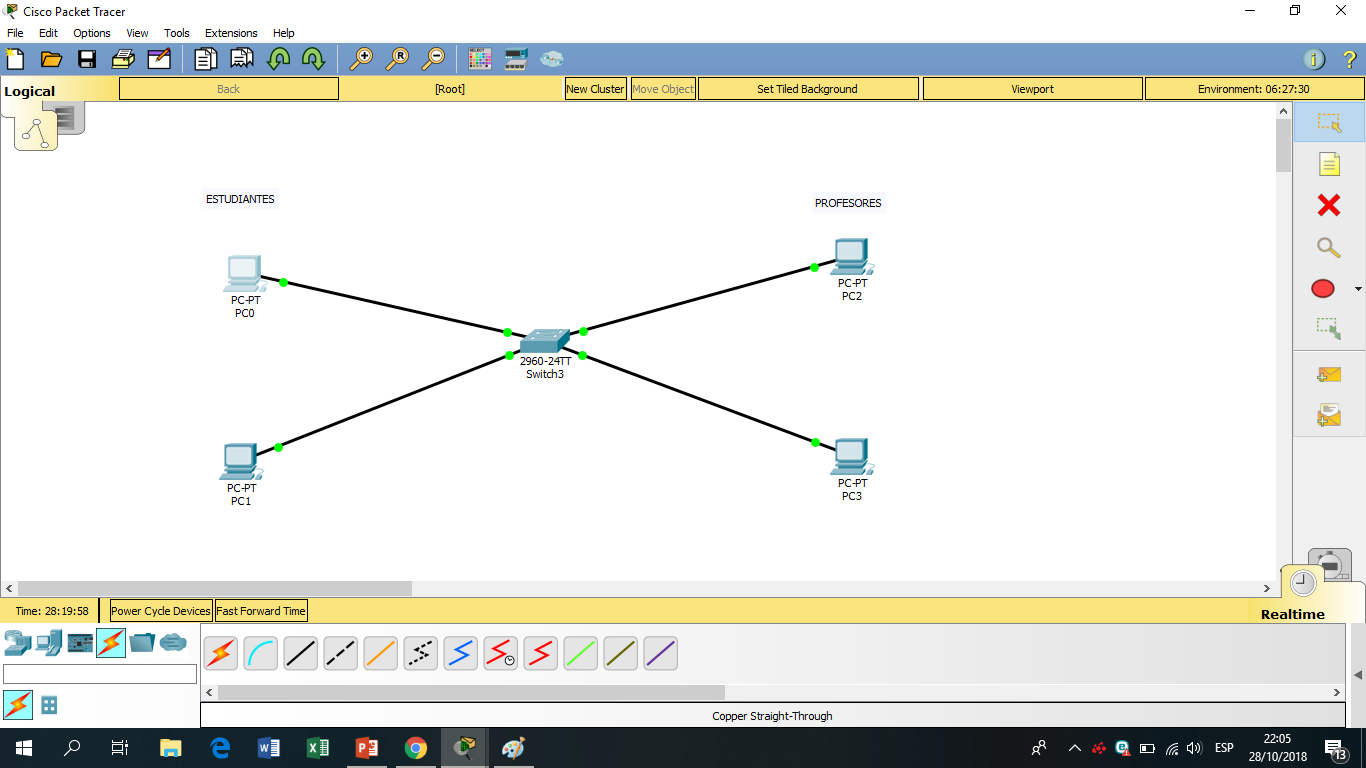 Cisco Packet Tracer
File Edit Options View Tools Extensions Help
Logical
Back
[Root]
New Cluster
Move Object
Set Tiled Background
Viewport
Environment: 06:27:30
ESTUDIANTES
PROFESORES
PC-PT
PC0
PC-PT
PC2
2960-24TT
Switch3
PC-PT
PC1
PC-PT
PC3
Time: 28:19:58
Power Cycle Devices
Fast Forward Time
Realtime
Copper Straight-Through
ESP
22:05
28/10/2018
13